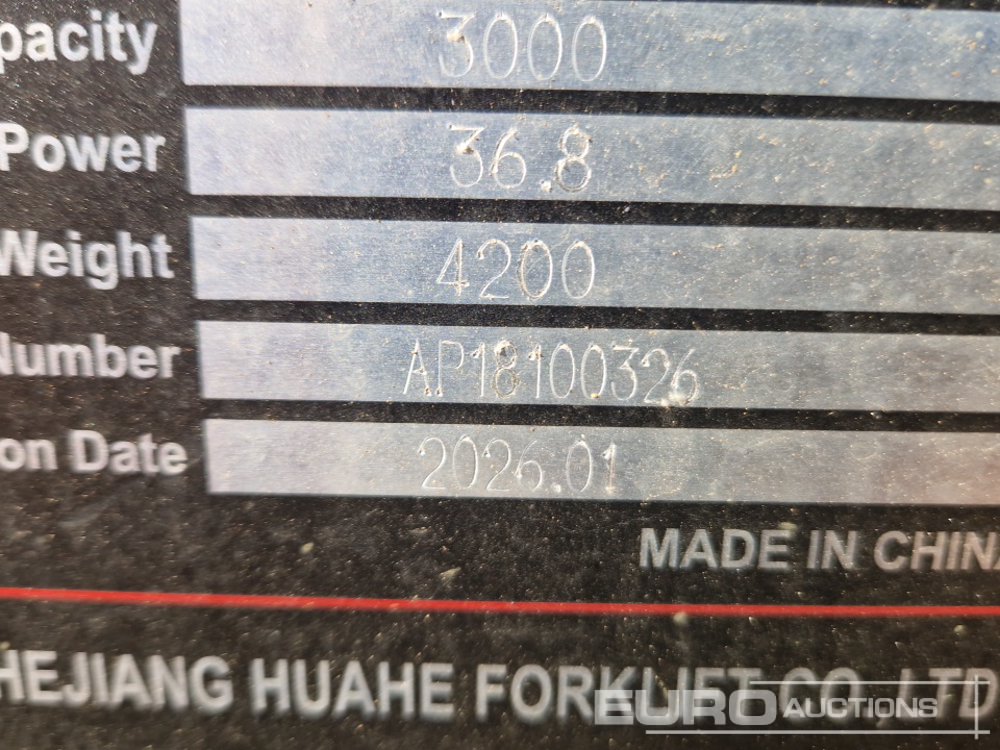 pacity 3000
Power 36.8
Weight 4200
Number AP18100326
on Date 2026.01
MADE IN CHINA
HEJIANG HUAHE FORKLIFT CO.,LTD
EURO AUCTIONS